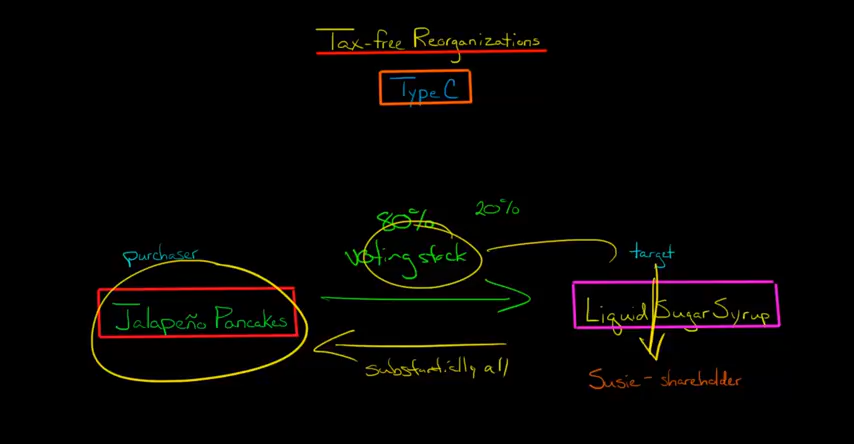 Tax-free Reorganizations
Type C
80%
20%
voting stock
purchaser
target
Jalapeño Pancakes
Liquid Sugar Syrup
substantially all
Susie - shareholder